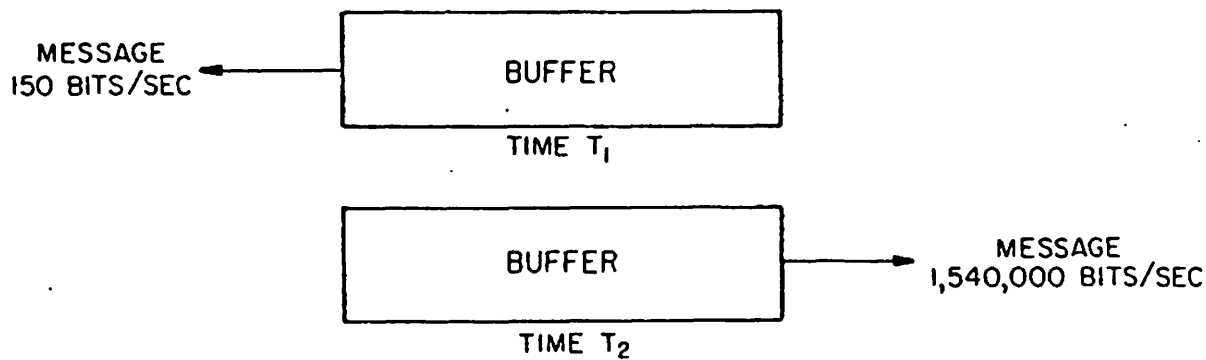 MESSAGE
150 BITS/SEC
BUFFER
TIME T₁
BUFFER
MESSAGE
1,540,000 BITS/SEC
TIME T₂